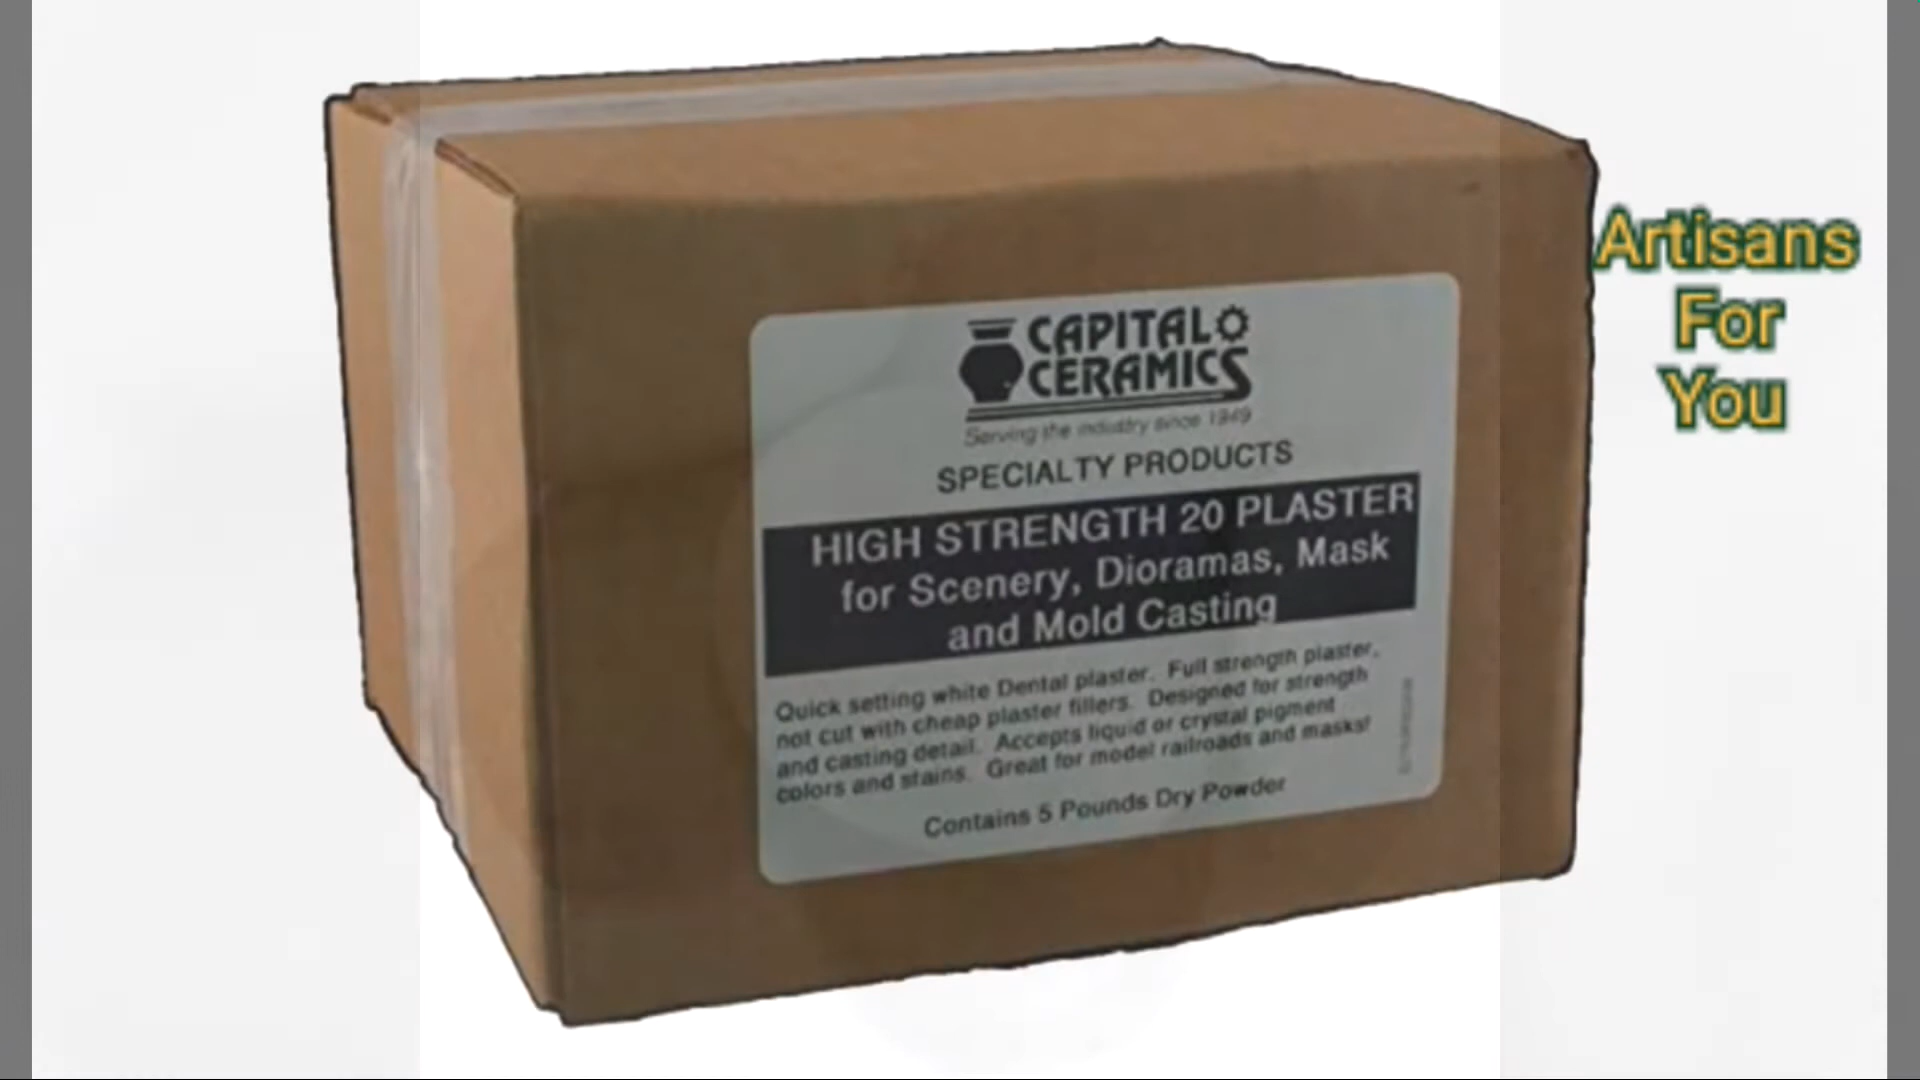 CAPITAL
CERAMICS
Serving the industry since 1949
SPECIALTY PRODUCTS
HIGH STRENGTH 20 PLASTER
for Scenery, Dioramas, Mask
and Mold Casting
Quick setting white Dental plaster. Full strength plaster,
not cut with cheap plaster fillers. Designed for strength
and casting detail. Accepts liquid or crystal pigment
colors and stains. Great for model railroads and masks!
Contains 5 Pounds Dry Powder
Artisans
For
You